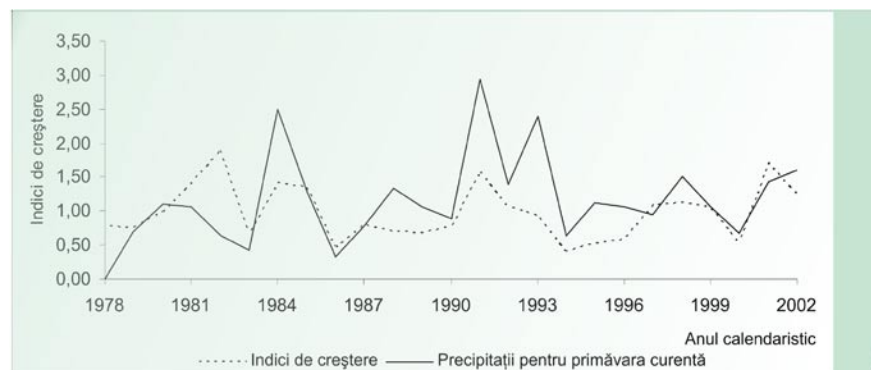 3,50
3,00
2,50
2,00
1,50
1,00
0,50
0,00
Indici de creştere
1978 1981 1984 1987 1990 1993 1996 1999 2002
Anul calendaristic
Indici de creştere Precipitaţii pentru primăvara curentă